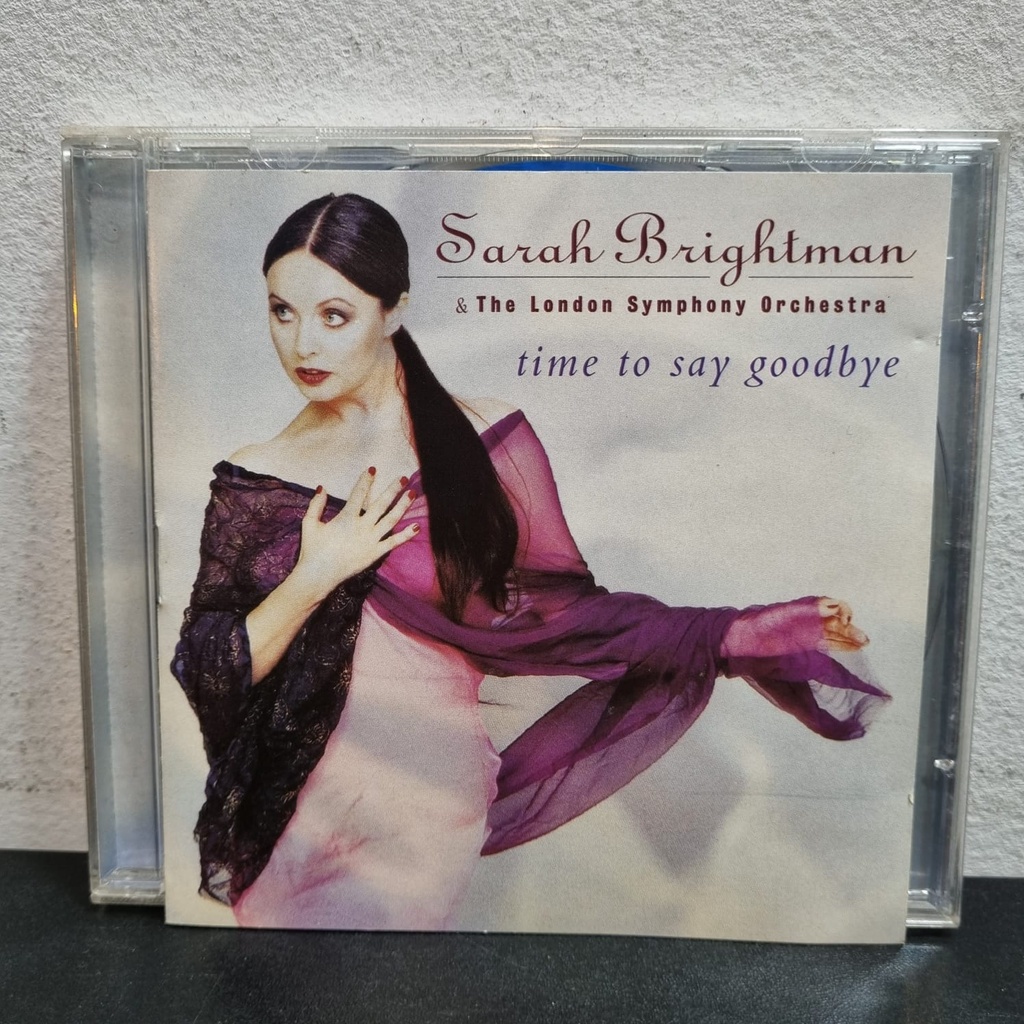 Sarah Brightman
& The London Symphony Orchestra
time to say goodbye